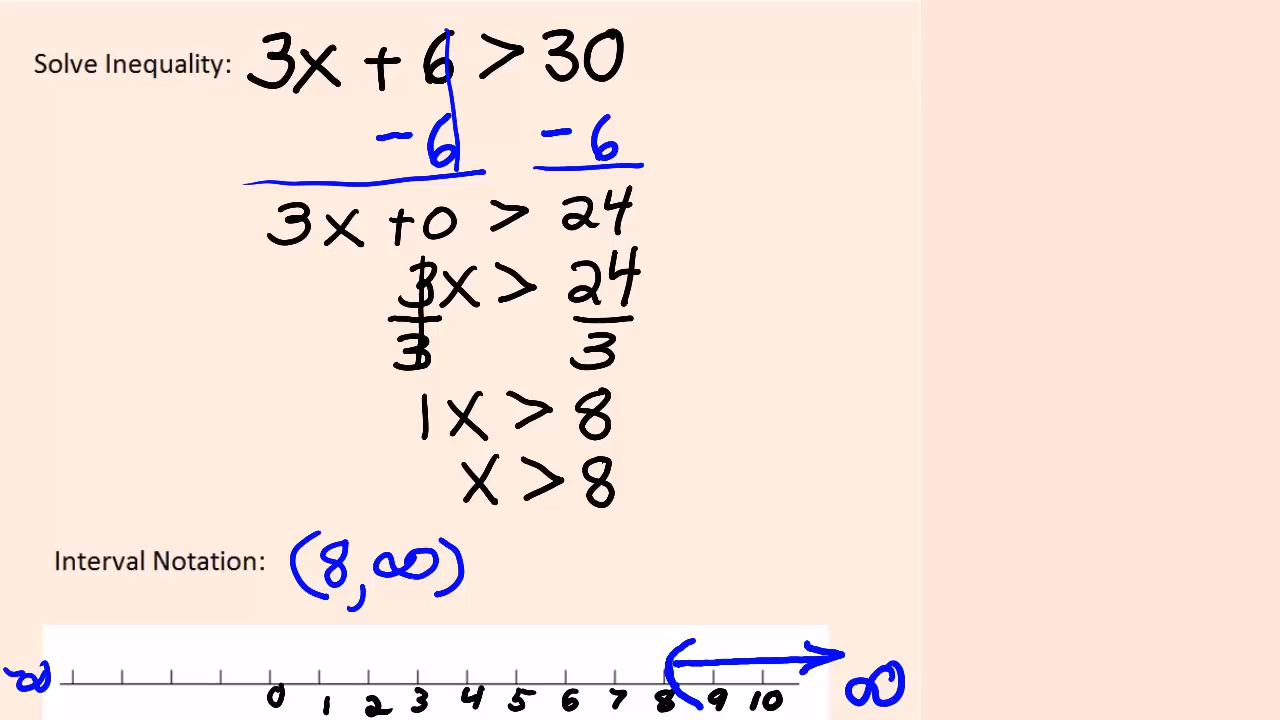 Solve Inequality: 3x + 6 > 30
- 6 - 6
3x + 0 > 24
3x > 24
3 3
1x > 8
x > 8
Interval Notation: (8, ∞)
-∞ 0 1 2 3 4 5 6 7 8 9 10 ∞